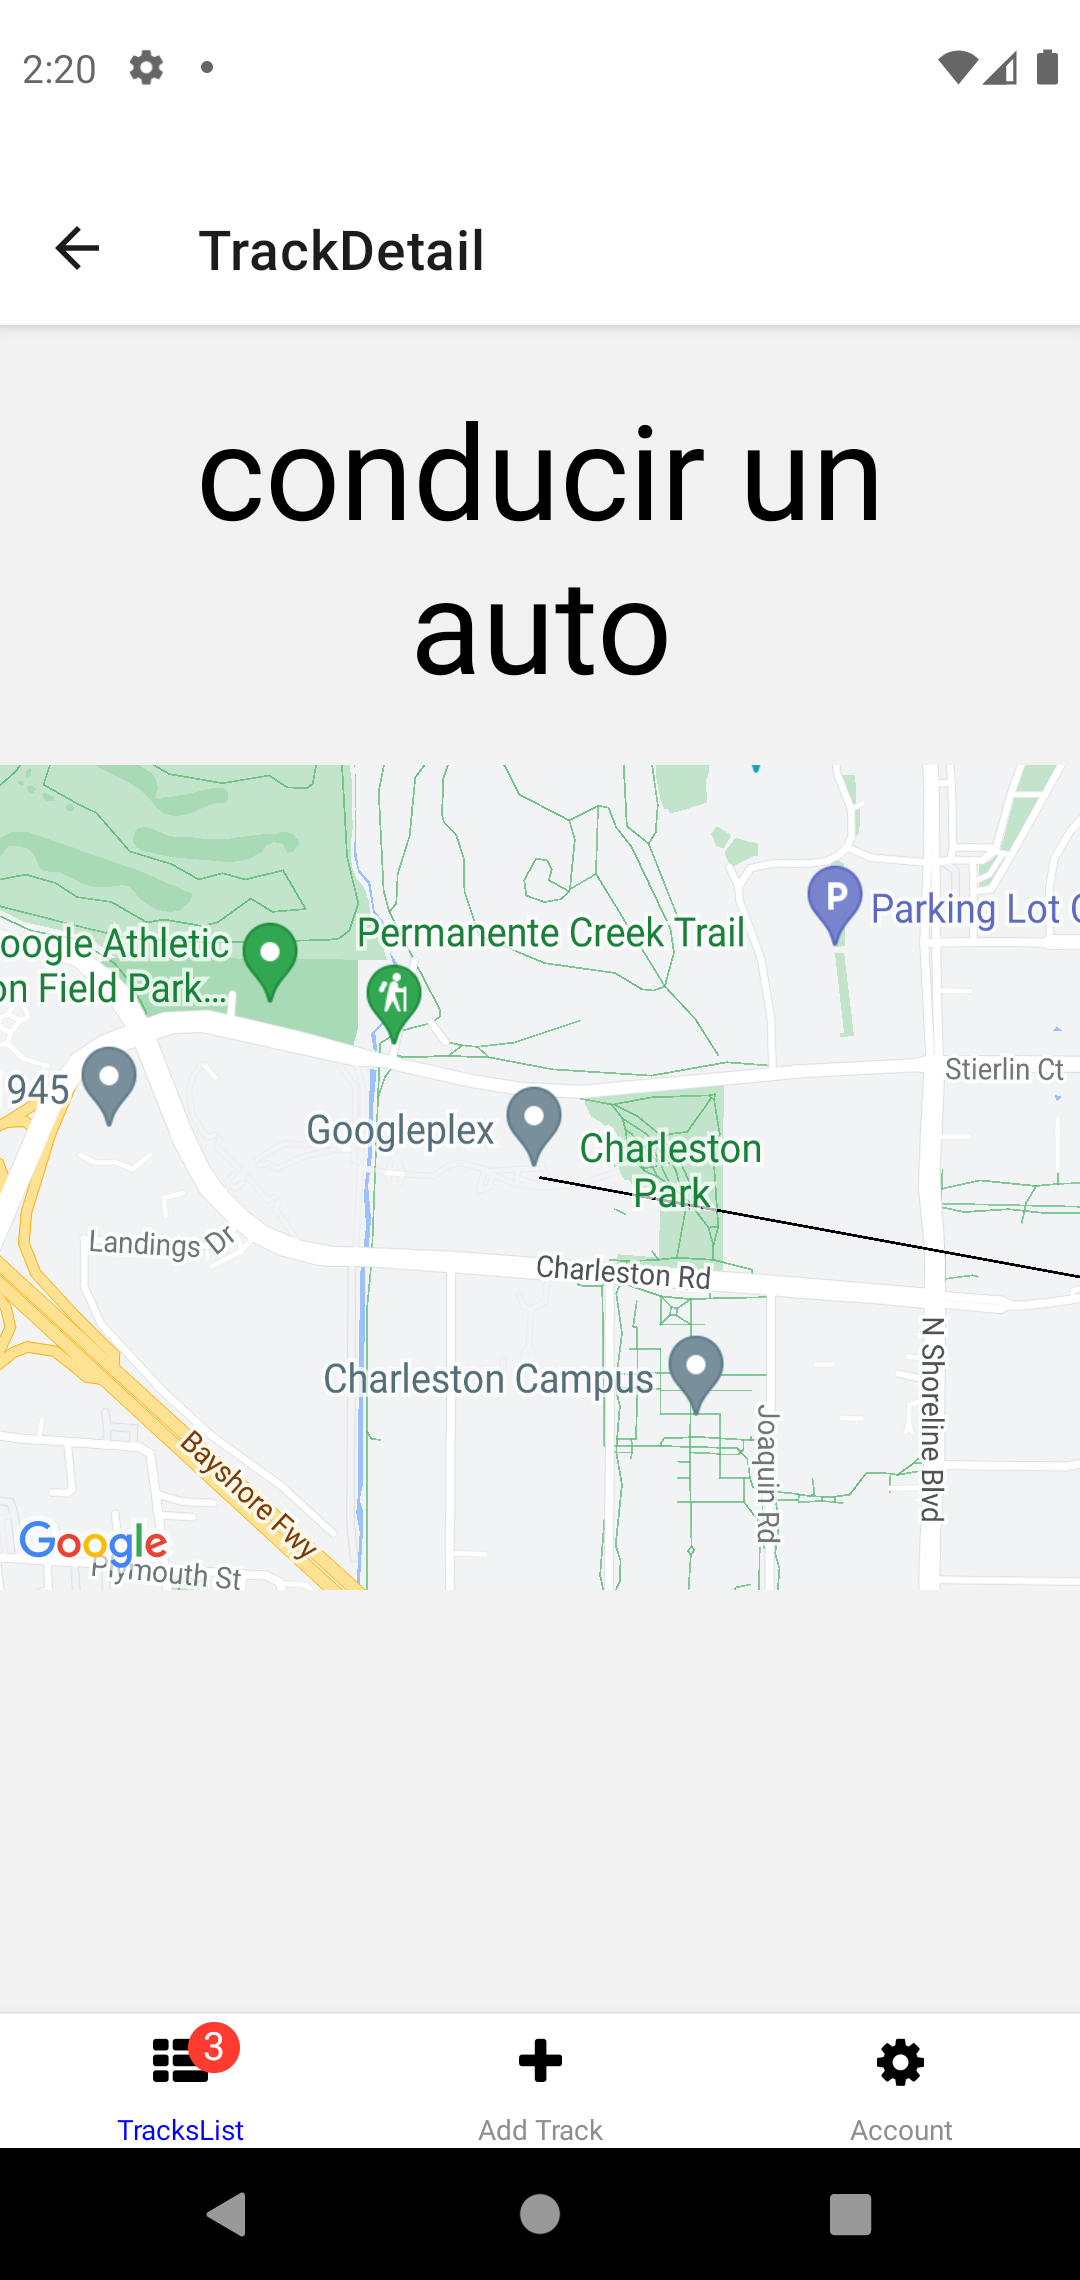 2:20
TrackDetail
conducir un
auto
Parking Lot
Permanente Creek Trail
oogle Athletic
on Field Park...
Stierlin Ct
945
Googleplex
Charleston
Park
Landings Dr
Charleston Rd
N Shoreline Blvd
Charleston Campus
Joaquin Rd
Bayshore Fwy
Google
Plymouth St
3
TracksList
Add Track
Account